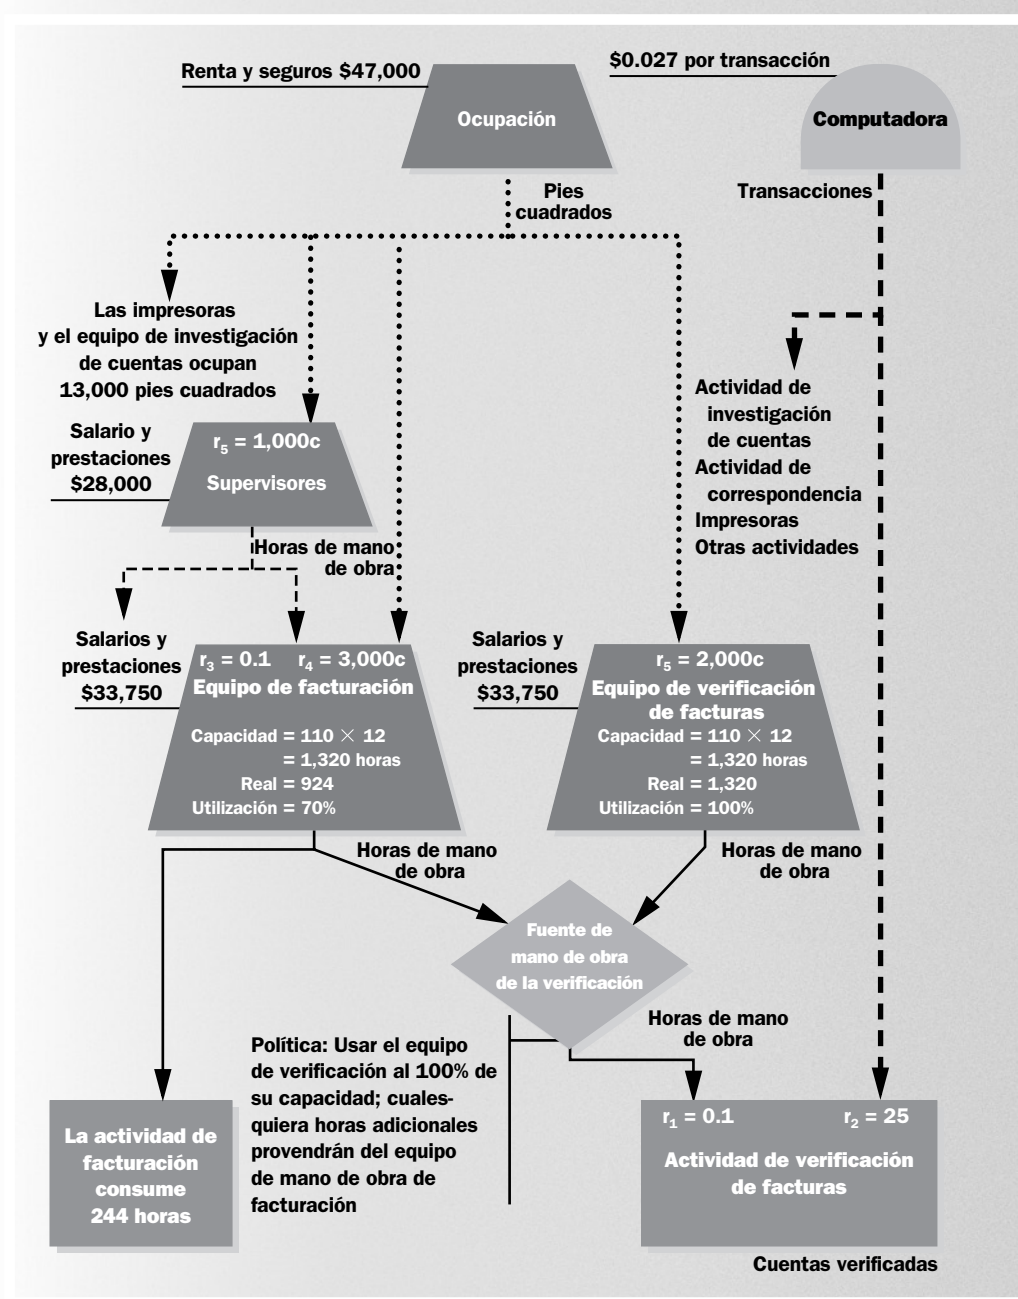 Renta y seguros $47,000
$0.027 por transacción
Ocupación
Computadora
Pies
cuadrados
Transacciones
Las impresoras
y el equipo de investigación
de cuentas ocupan
13,000 pies cuadrados
Actividad de
investigación
de cuentas
Actividad de
correspondencia
Impresoras
Otras actividades
Salario y
prestaciones
$28,000
r5 = 1,000c
Supervisores
Horas de mano
de obra
Salarios y
prestaciones
$33,750
r3 = 0.1 r4 = 3,000c
Equipo de facturación
Capacidad = 110 × 12
= 1,320 horas
Real = 924
Utilización = 70%
Salarios y
prestaciones
$33,750
r5 = 2,000c
Equipo de verificación
de facturas
Capacidad = 110 × 12
= 1,320 horas
Real = 1,320
Utilización = 100%
Horas de mano
de obra
Horas de mano
de obra
Fuente de
mano de obra
de la verificación
Horas de mano
de obra
Política: Usar el equipo
de verificación al 100% de
su capacidad; cuales-
quiera horas adicionales
provendrán del equipo
de mano de obra de
facturación
La actividad de
facturación
consume
244 horas
r1 = 0.1 r2 = 25
Actividad de verificación
de facturas
Cuentas verificadas